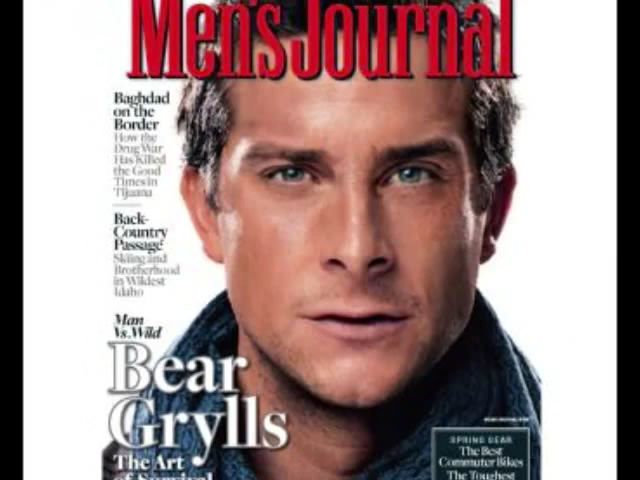 Men's Journal
Baghdad
on the
Border
How the
Drug War
Has Killed
the Good
Times in
Tijuana
Back-
Country
Passage
Skiing and
Brotherhood
in Wildest
Idaho
Man
Vs. Wild
Bear
Grylls
The Art
of Survival
SPRING GEAR
The Best
Commuter Bikes
The Toughest